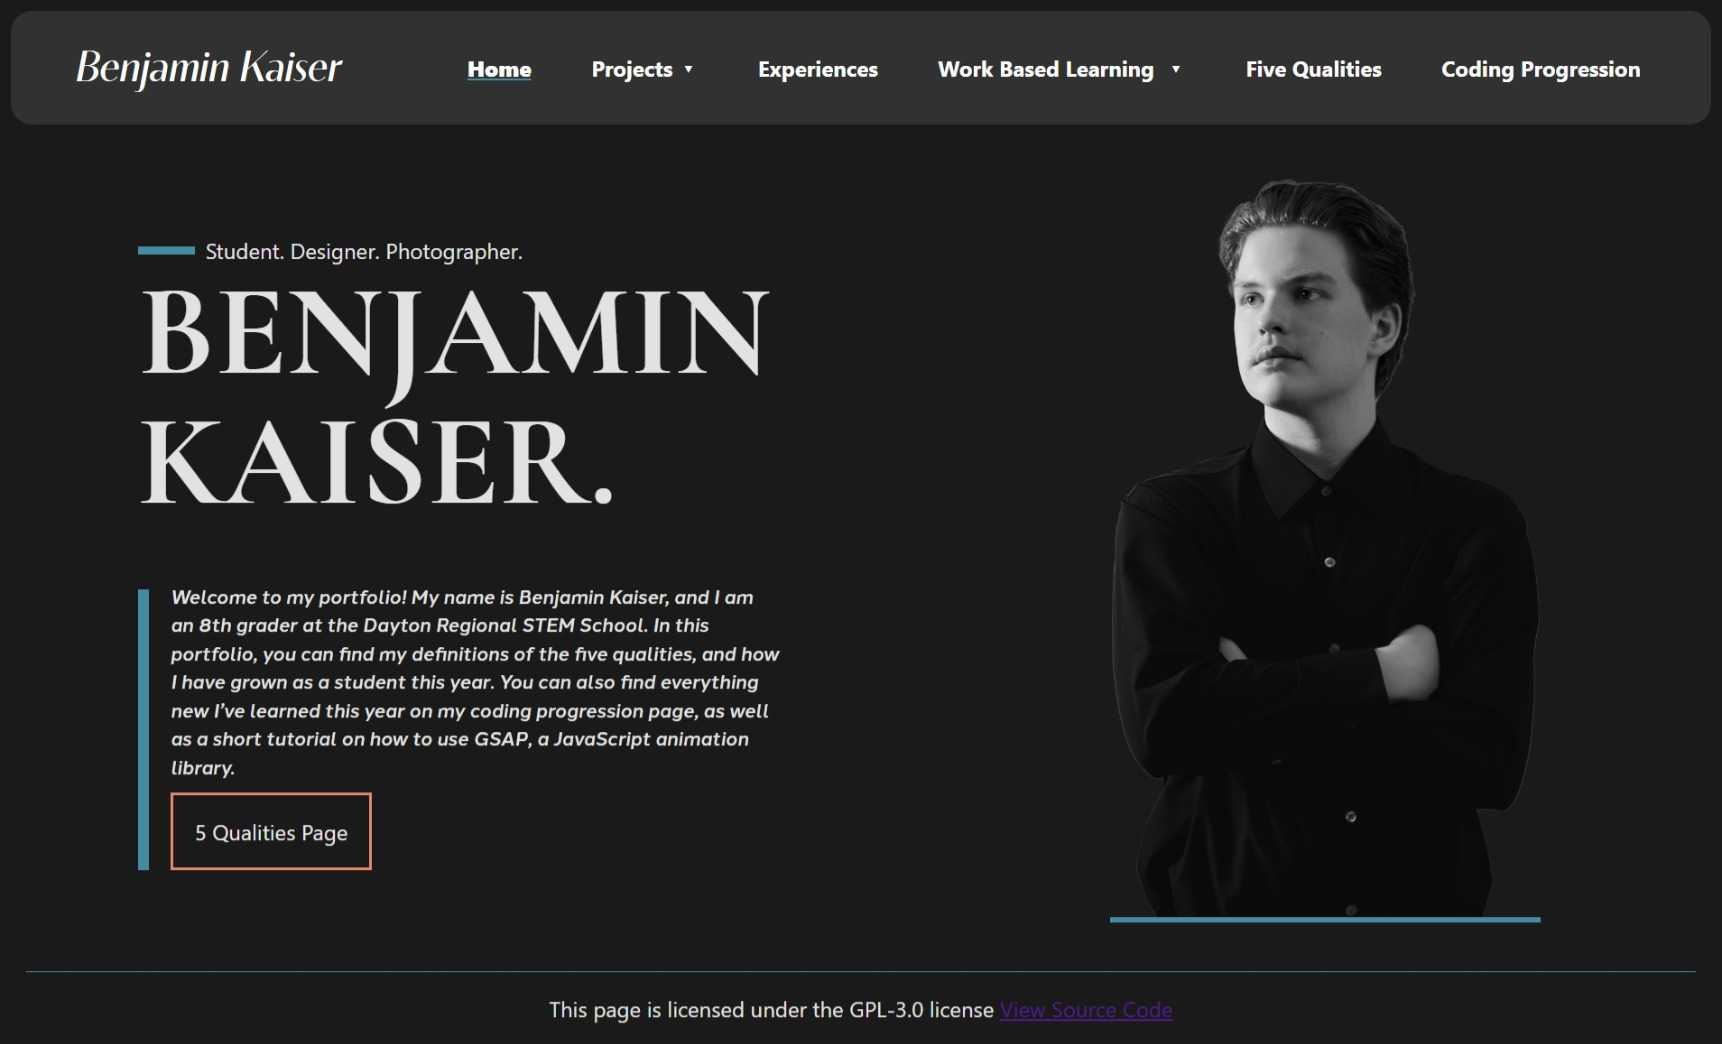 Benjamin Kaiser
Home
Projects ▼
Experiences
Work Based Learning ▼
Five Qualities
Coding Progression
Student. Designer. Photographer.
BENJAMIN
KAISER.
Welcome to my portfolio! My name is Benjamin Kaiser, and I am
an 8th grader at the Dayton Regional STEM School. In this
portfolio, you can find my definitions of the five qualities, and how
I have grown as a student this year. You can also find everything
new I've learned this year on my coding progression page, as well
as a short tutorial on how to use GSAP, a JavaScript animation
library.
5 Qualities Page
This page is licensed under the GPL-3.0 license View Source Code